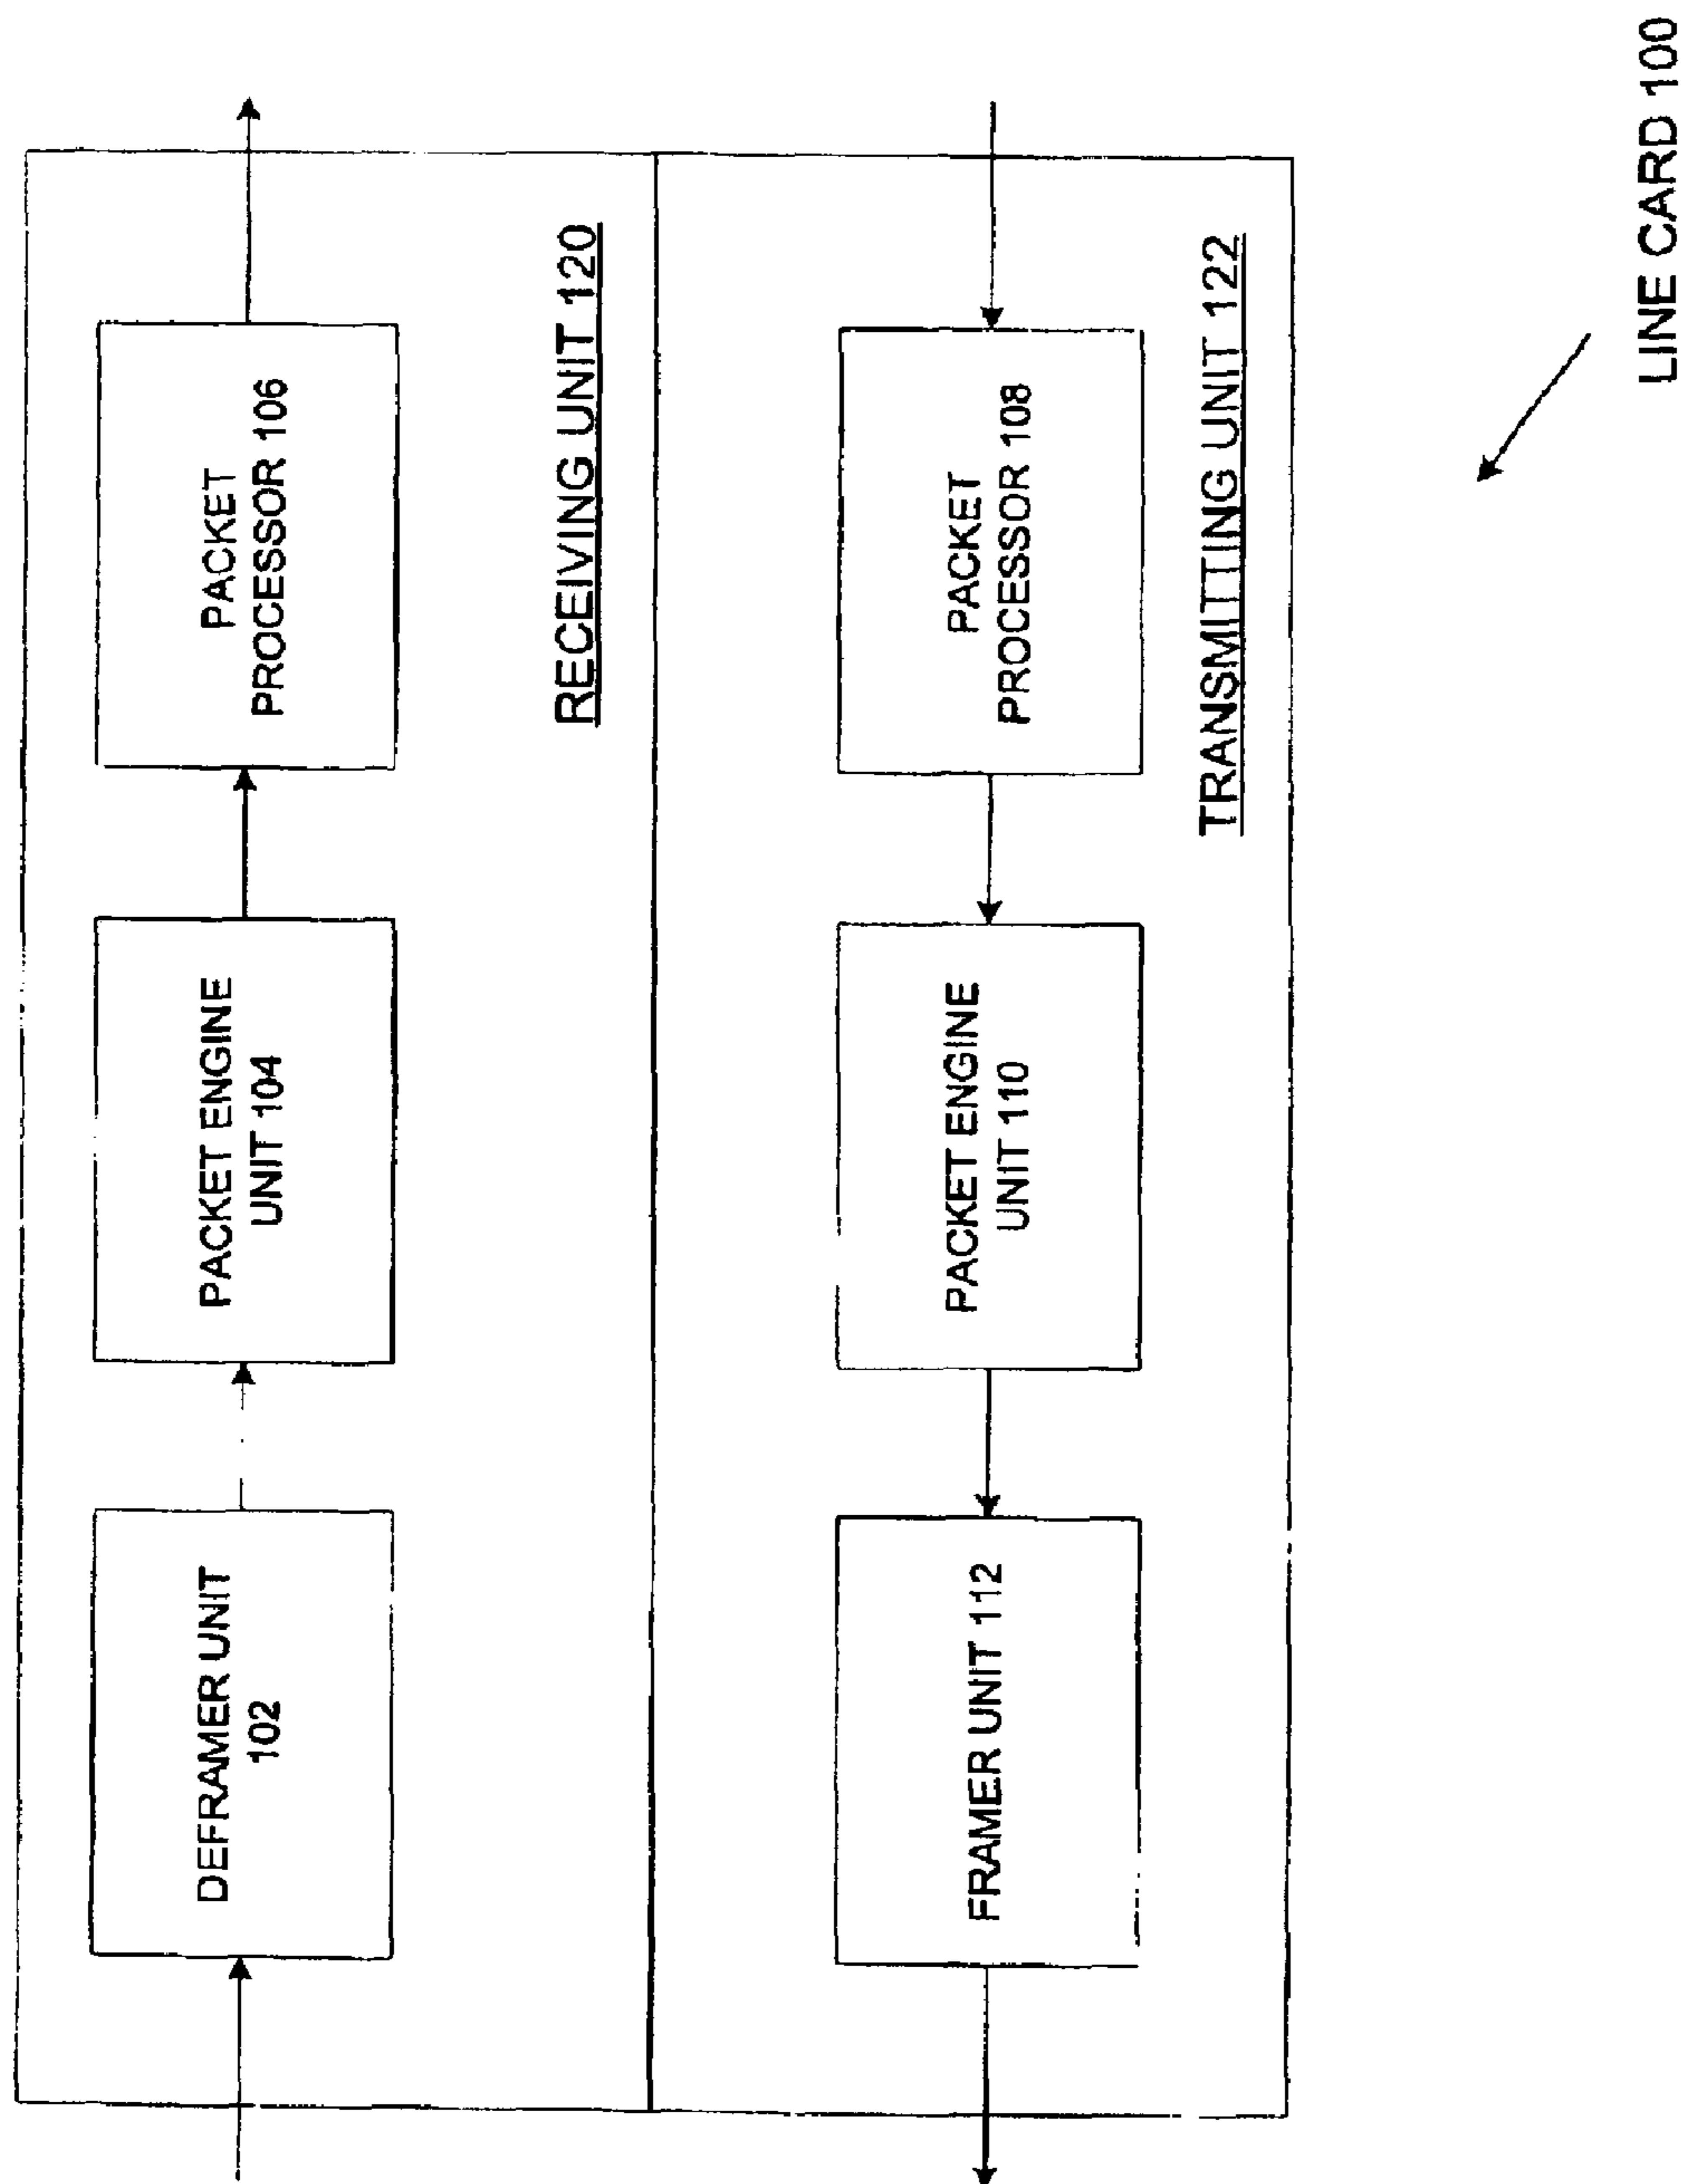 DEFRAMER UNIT
102
PACKET ENGINE
UNIT 104
PACKET
PROCESSOR 106
RECEIVING UNIT 120
FRAMER UNIT 112
PACKET ENGINE
UNIT 110
PACKET
PROCESSOR 108
TRANSMITTING UNIT 122
LINE CARD 100